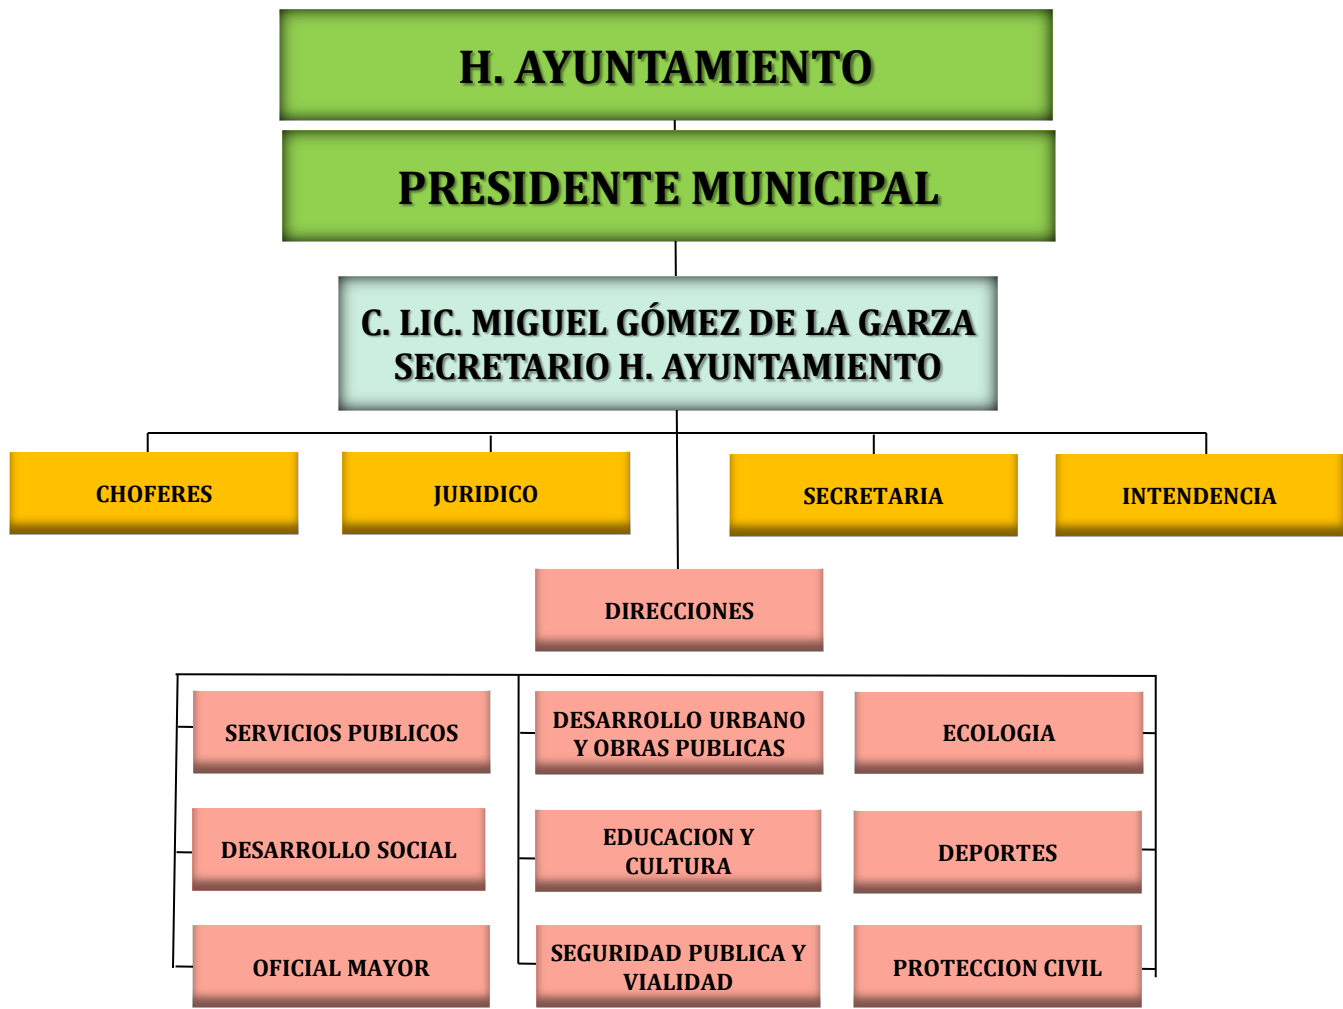 H. AYUNTAMIENTO
PRESIDENTE MUNICIPAL
C. LIC. MIGUEL GÓMEZ DE LA GARZA
SECRETARIO H. AYUNTAMIENTO
CHOFERES
JURIDICO
SECRETARIA
INTENDENCIA
DIRECCIONES
SERVICIOS PUBLICOS
DESARROLLO URBANO
Y OBRAS PUBLICAS
ECOLOGIA
DESARROLLO SOCIAL
EDUCACION Y
CULTURA
DEPORTES
OFICIAL MAYOR
SEGURIDAD PUBLICA Y
VIALIDAD
PROTECCION CIVIL